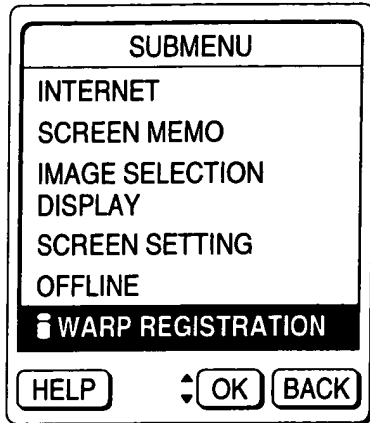 SUBMENU
INTERNET
SCREEN MEMO
IMAGE SELECTION
DISPLAY
SCREEN SETTING
OFFLINE
i WARP REGISTRATION
HELP OK BACK